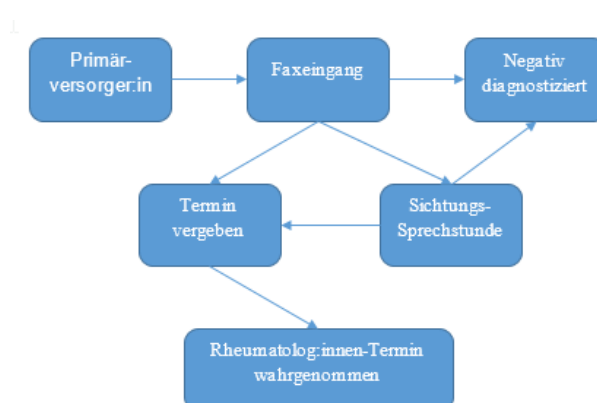 Primär-
versorger:in
Faxeingang
Negativ
diagnostiziert
Termin
vergeben
Sichtungs-
Sprechstunde
Rheumatolog:innen-Termin
wahrgenommen